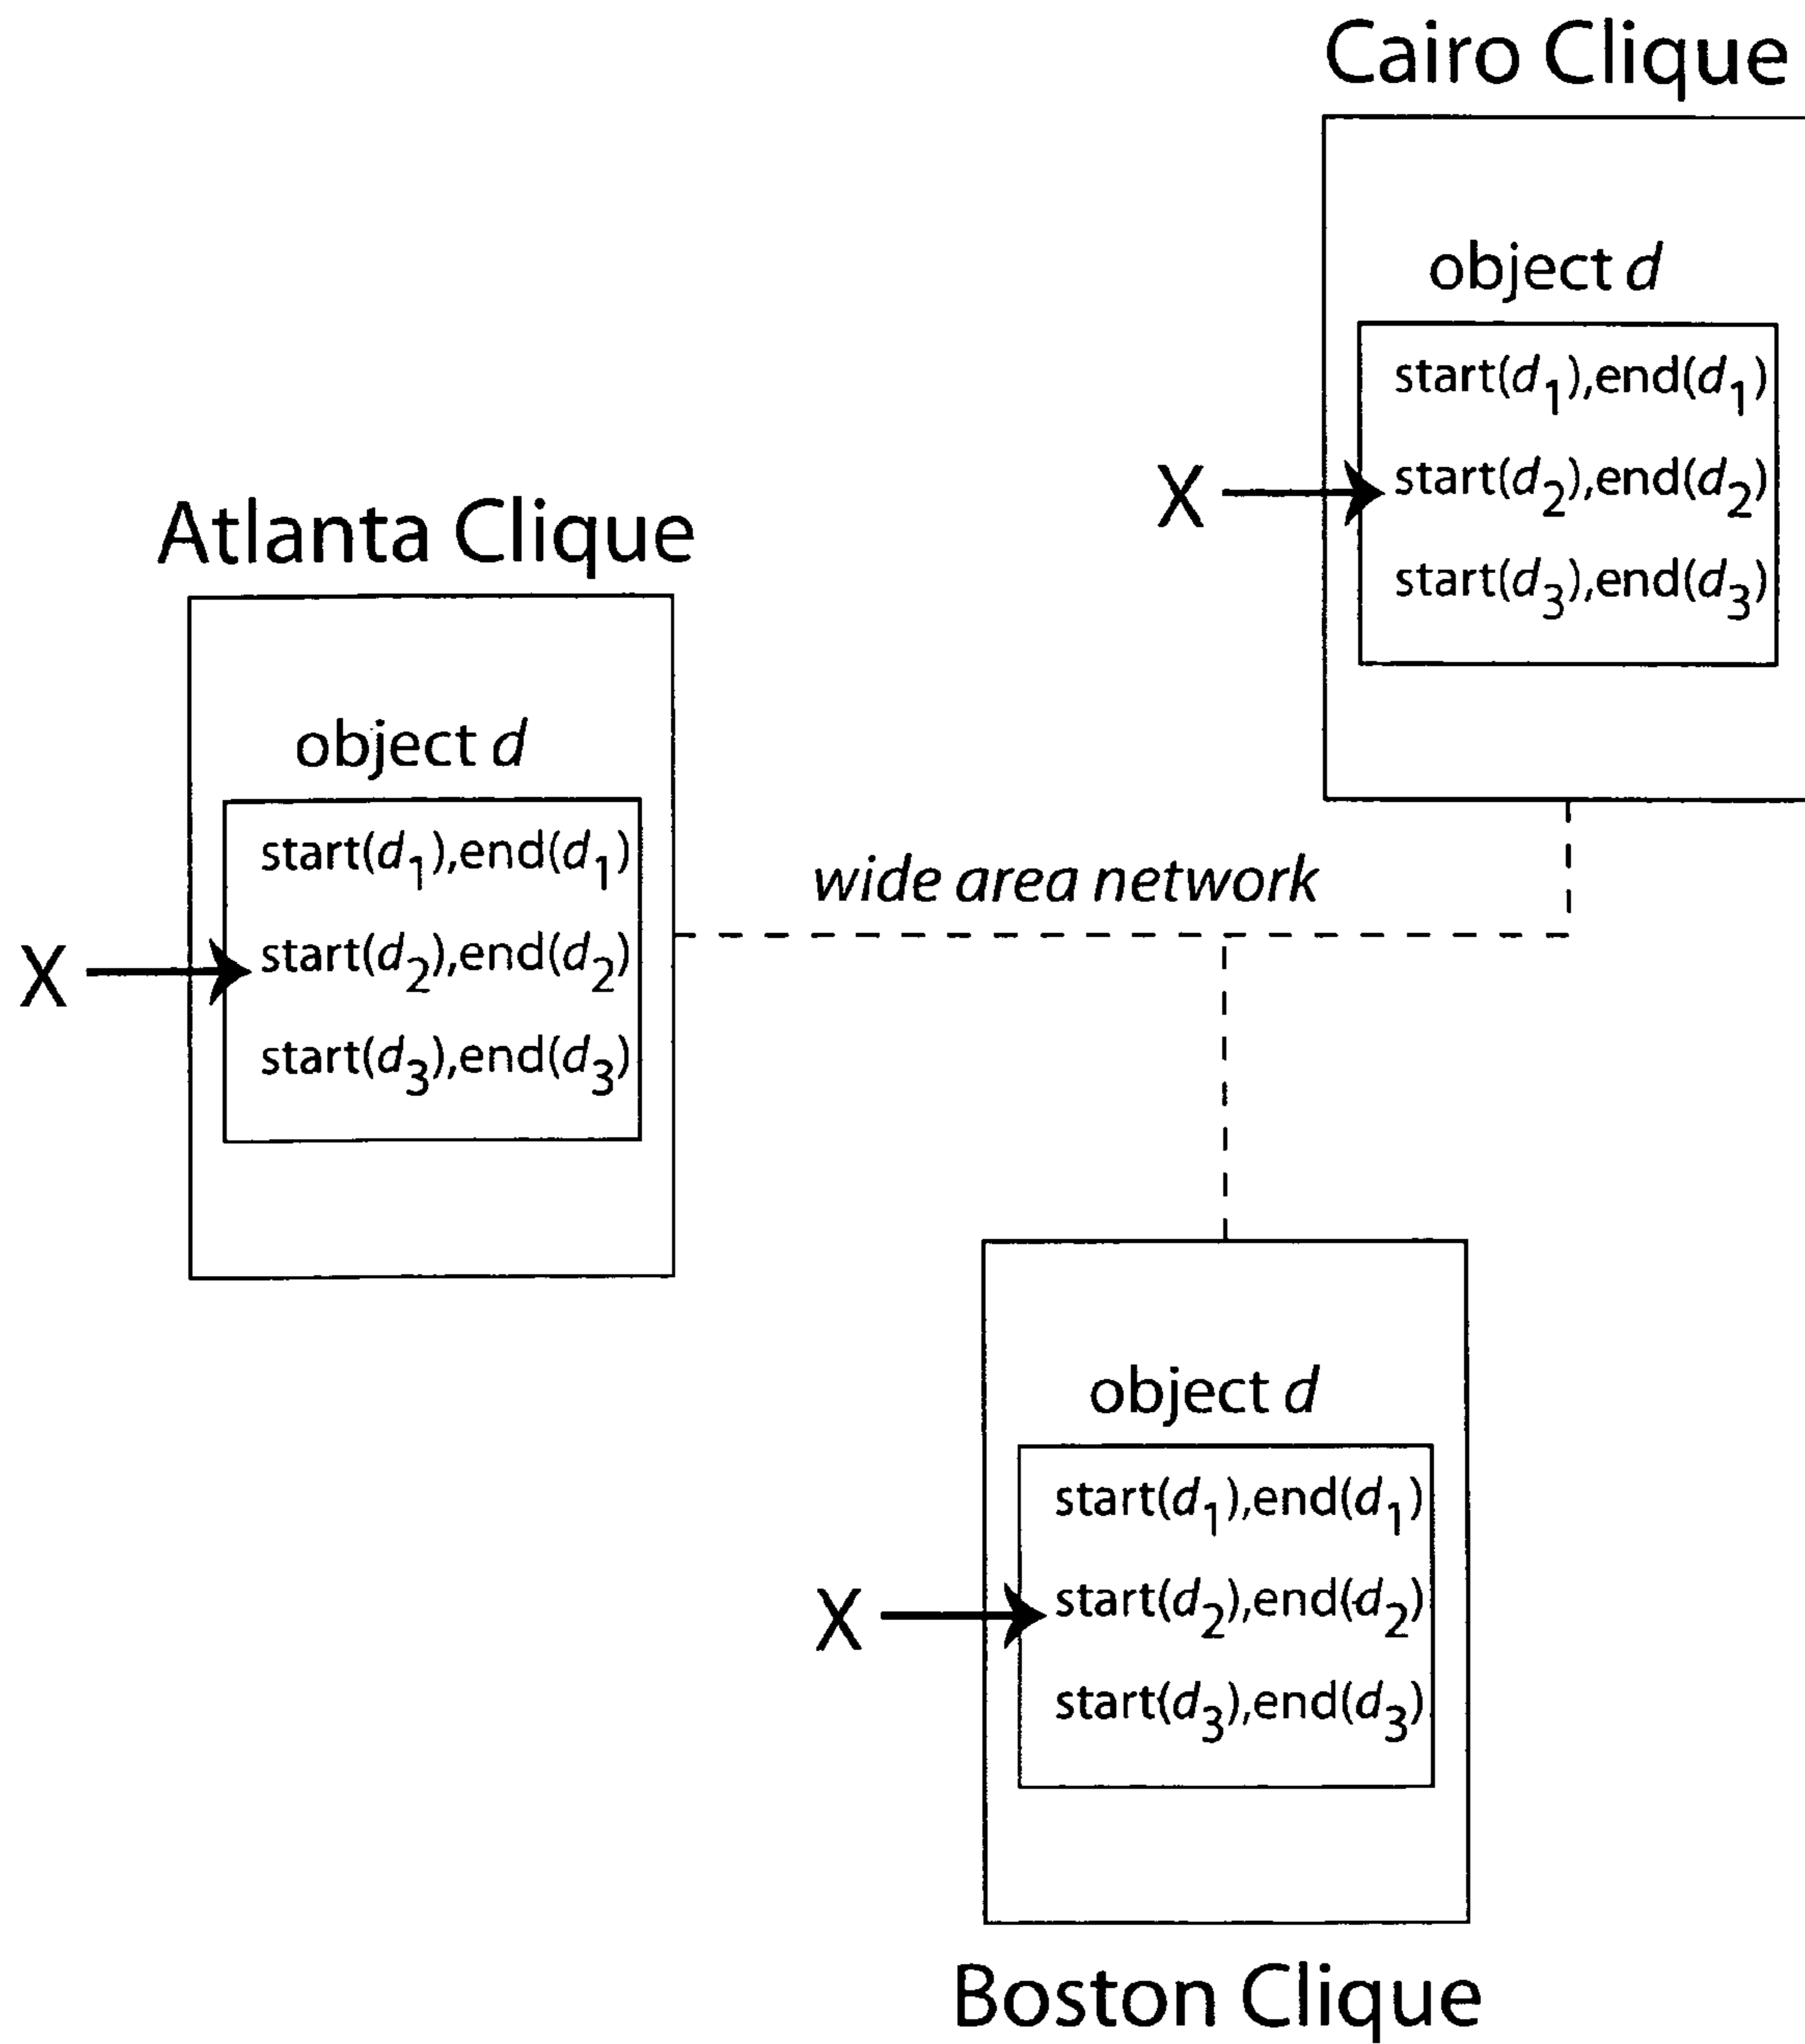 Cairo Clique
object d
start(d1),end(d1)
X
start(d2),end(d2)
start(d3),end(d3)
Atlanta Clique
object d
start(d1),end(d1)
X
start(d2),end(d2)
start(d3),end(d3)
wide area network
object d
start(d1),end(d1)
X
start(d2),end(d2)
start(d3),end(d3)
Boston Clique